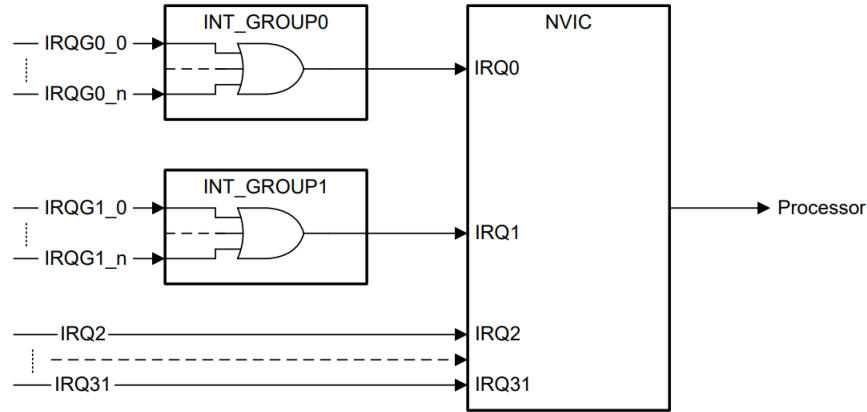 INT_GROUP0
NVIC
IRQG0_0
IRQ0
IRQG0_n
INT_GROUP1
IRQG1_0
Processor
IRQ1
IRQG1_n
IRQ2
IRQ2
IRQ31
IRQ31